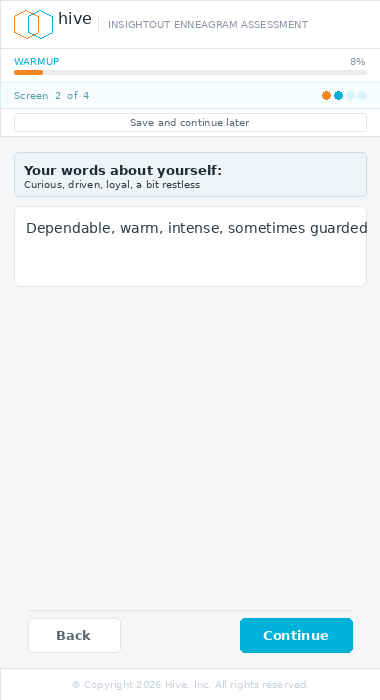 hive
INSIGHTOUT ENNEAGRAM ASSESSMENT
WARMUP 8%
Screen 2 of 4
Save and continue later
Your words about yourself:
Curious, driven, loyal, a bit restless
Dependable, warm, intense, sometimes guarded
Back Continue
© Copyright 2026 Hive, Inc. All rights reserved.